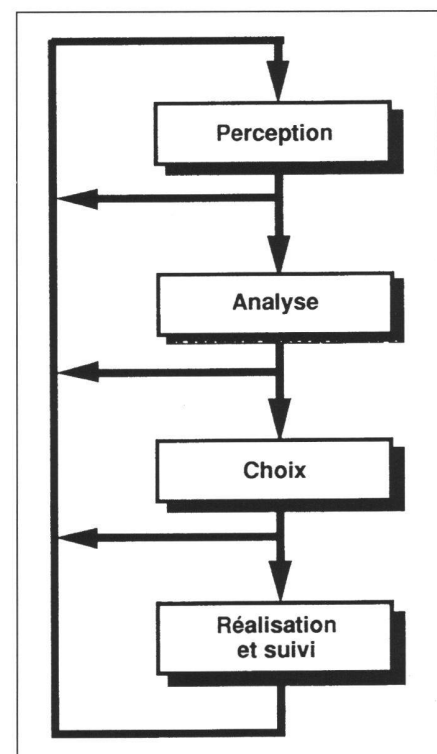 Perception
Analyse
Choix
Réalisation
et suivi